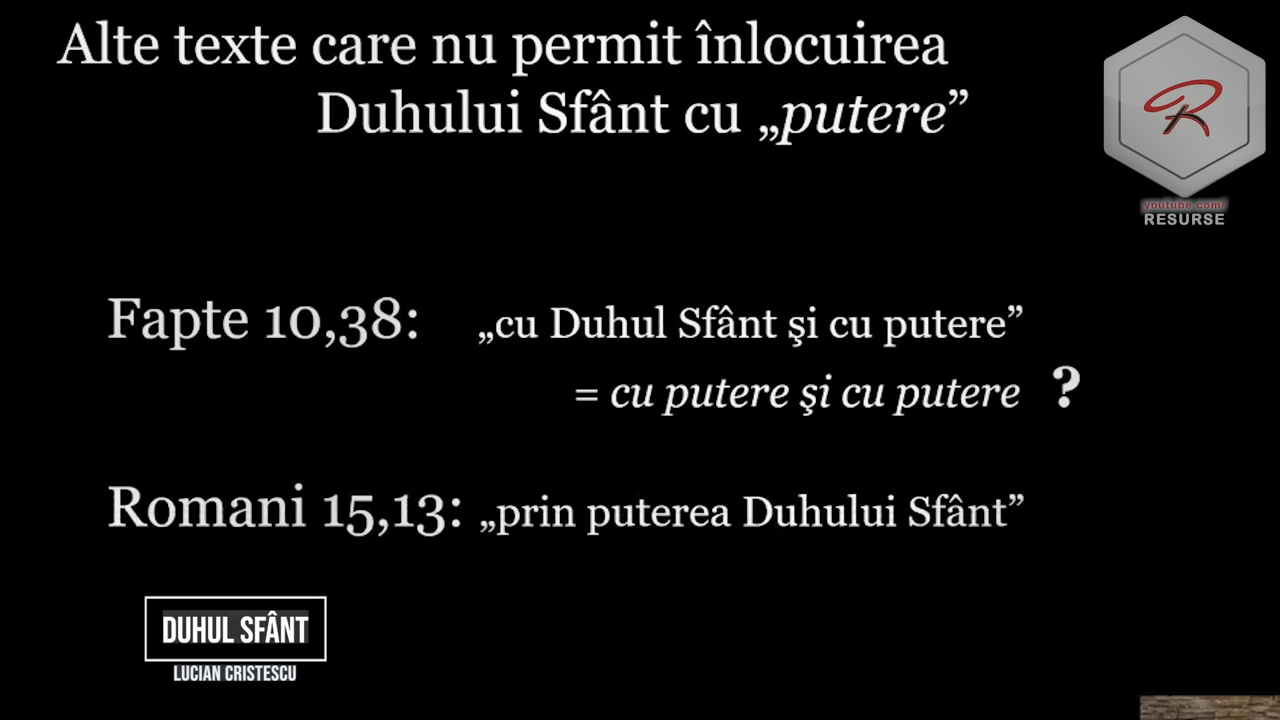 Alte texte care nu permit înlocuirea
Duhului Sfânt cu „putere”
youtube.com/
RESURSE
Fapte 10,38: „cu Duhul Sfânt şi cu putere”
= cu putere şi cu putere ?
Romani 15,13: „prin puterea Duhului Sfânt”
DUHUL SFÂNT
LUCIAN CRISTESCU